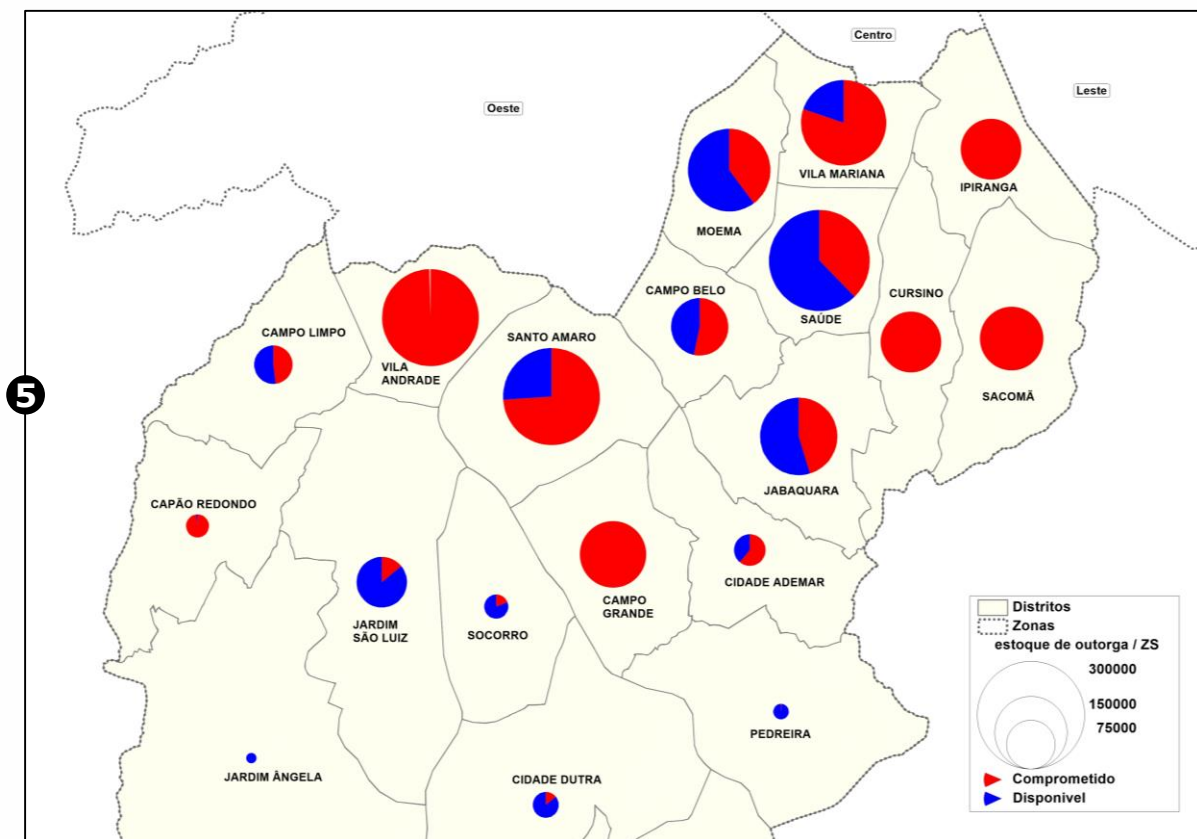 Centro
Oeste
Leste
VILA MARIANA
IPIRANGA
MOEMA
CAMPO BELO
SAÚDE
CURSINO
CAMPO LIMPO
SANTO AMARO
VILA
ANDRADE
5
SACOMÃ
JABAQUARA
CAPÃO REDONDO
CIDADE ADEMAR
CAMPO
GRANDE
JARDIM
SÃO LUIZ
SOCORRO
PEDREIRA
JARDIM ÂNGELA
CIDADE DUTRA
Distritos
Zonas
estoque de outorga / ZS
300000
150000
75000
Comprometido
Disponivel